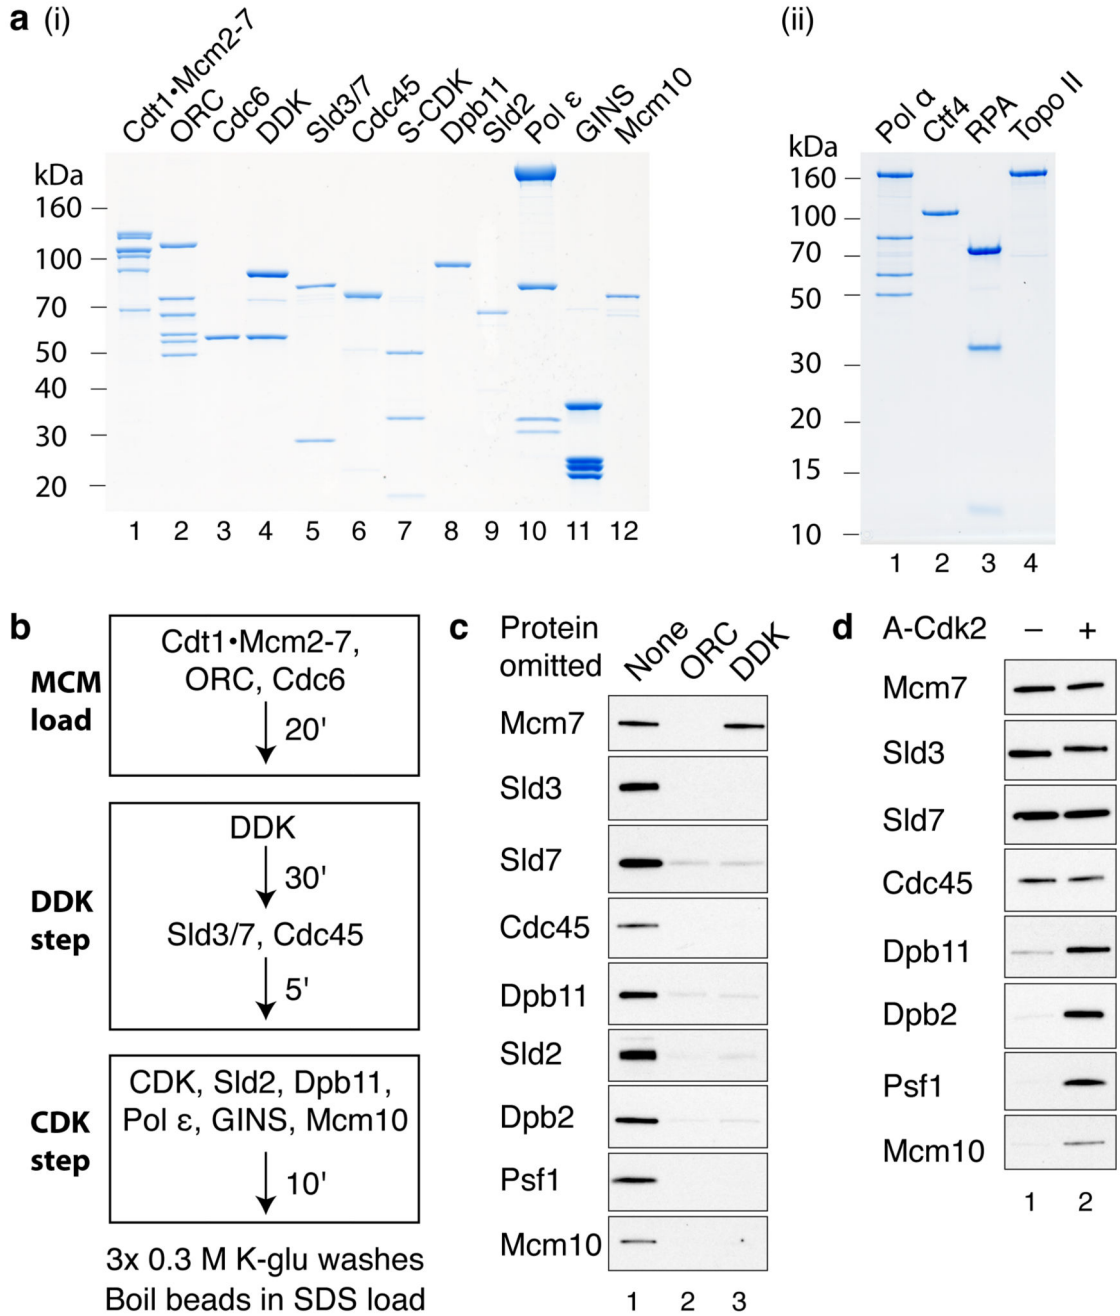 a (i)
Cdt1•Mcm2-7
ORC
Cdc6
DDK
Sld3/7
Cdc45
S-CDK
Dpb11
Sld2
Pol ε
GINS
Mcm10
kDa
160
100
70
50
40
30
20
1 2 3 4 5 6 7 8 9 10 11 12
(ii)
Pol α
Ctf4
RPA
Topo II
kDa
160
100
70
50
30
20
15
10
1 2 3 4
b
MCM
load
Cdt1•Mcm2-7,
ORC, Cdc6
20'
DDK
step
DDK
30'
Sld3/7, Cdc45
5'
CDK
step
CDK, Sld2, Dpb11,
Pol ε, GINS, Mcm10
10'
3x 0.3 M K-glu washes
Boil beads in SDS load
c
Protein
omitted
None
ORC
DDK
Mcm7
Sld3
Sld7
Cdc45
Dpb11
Sld2
Dpb2
Psf1
Mcm10
1 2 3
d
A-Cdk2 – +
Mcm7
Sld3
Sld7
Cdc45
Dpb11
Dpb2
Psf1
Mcm10
1 2